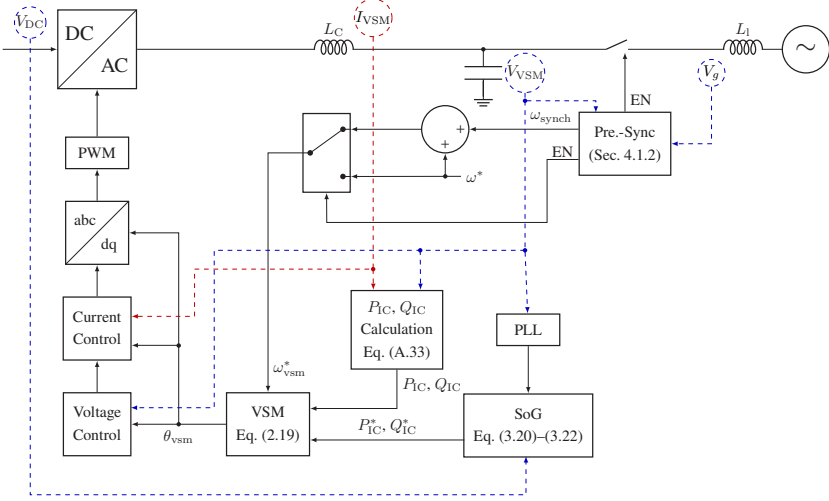 V_DC
I_VSM
L_C
L_l
DC
AC
V_VSM
V_g
~
EN
ω_synch
Pre.-Sync
(Sec. 4.1.2)
+
+
EN
PWM
ω*
abc
dq
P_IC, Q_IC
Calculation
Eq. (A.33)
Current
Control
PLL
ω*_vsm
P_IC, Q_IC
Voltage
Control
VSM
Eq. (2.19)
SoG
Eq. (3.20)–(3.22)
P*_IC, Q*_IC
θ_vsm